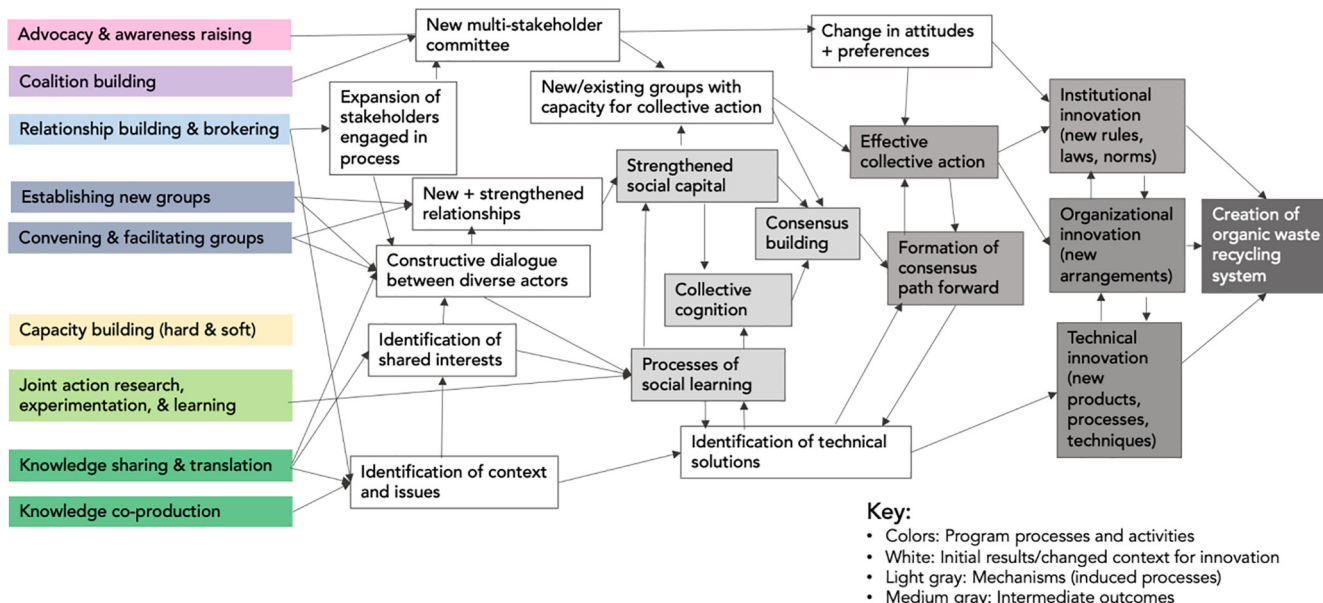 Advocacy & awareness raising
Coalition building
Relationship building & brokering
Establishing new groups
Convening & facilitating groups
Capacity building (hard & soft)
Joint action research,
experimentation, & learning
Knowledge sharing & translation
Knowledge co-production
New multi-stakeholder
committee
Expansion of
stakeholders
engaged in
process
New + strengthened
relationships
Constructive dialogue
between diverse actors
Identification of
shared interests
Identification of context
and issues
New/existing groups with
capacity for collective action
Strengthened
social capital
Collective
cognition
Processes of
social learning
Identification of technical
solutions
Consensus
building
Change in attitudes
+ preferences
Effective
collective action
Formation of
consensus
path forward
Institutional
innovation
(new rules,
laws, norms)
Organizational
innovation
(new
arrangements)
Technical
innovation
(new
products,
processes,
techniques)
Creation of
organic waste
recycling
system
Key:
• Colors: Program processes and activities
• White: Initial results/changed context for innovation
• Light gray: Mechanisms (induced processes)
• Medium gray: Intermediate outcomes